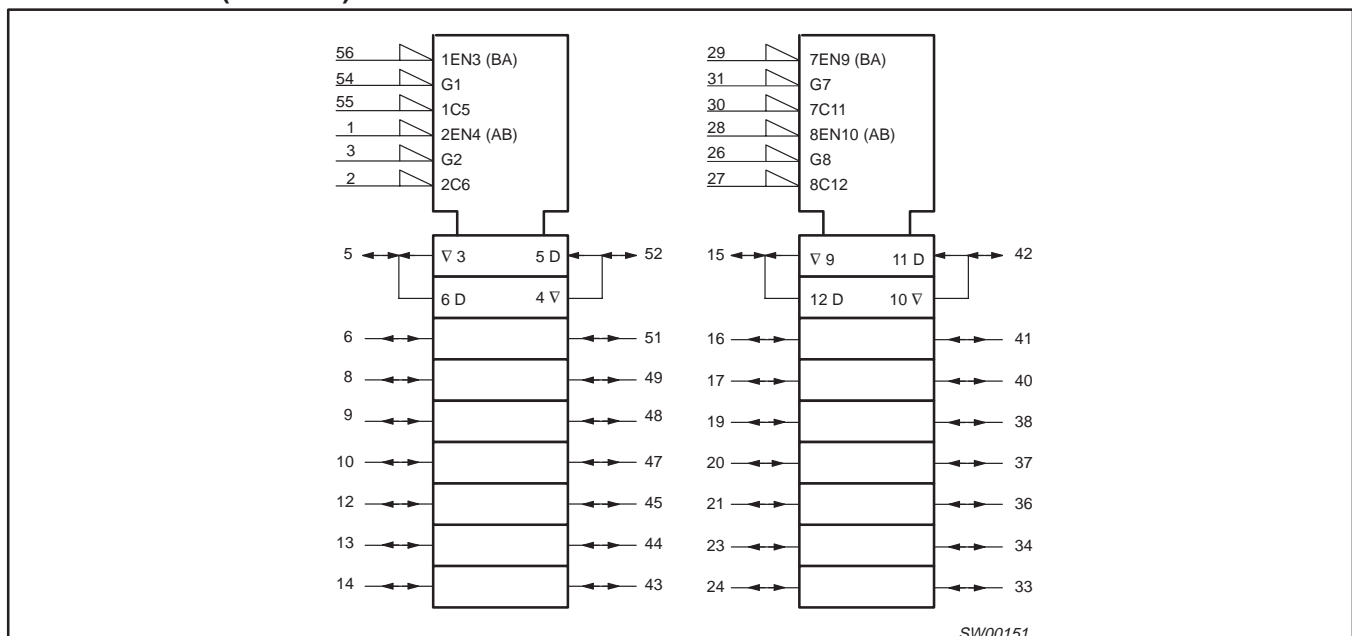 56 1EN3 (BA)
54 G1
55 1C5
1 2EN4 (AB)
3 G2
2 2C6
5 ∇ 3 5 D 52
6 D 4 ∇
6 51
8 49
9 48
10 47
12 45
13 44
14 43
29 7EN9 (BA)
31 G7
30 7C11
28 8EN10 (AB)
26 G8
27 8C12
15 ∇ 9 11 D 42
12 D 10 ∇
16 41
17 40
19 38
20 37
21 36
23 34
24 33
SW00151